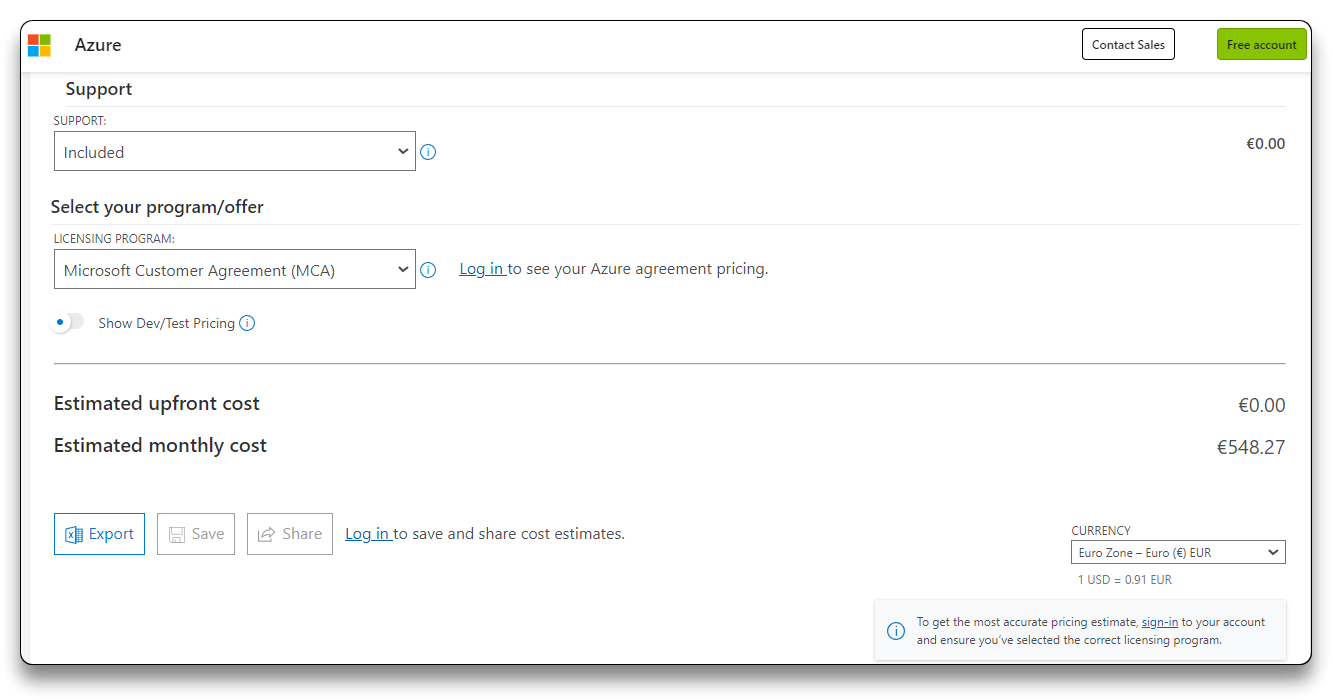 Azure
Contact Sales
Free account
Support
SUPPORT:
Included
€0.00
Select your program/offer
LICENSING PROGRAM:
Microsoft Customer Agreement (MCA)
Log in to see your Azure agreement pricing.
Show Dev/Test Pricing
Estimated upfront cost
€0.00
Estimated monthly cost
€548.27
Export
Save
Share
Log in to save and share cost estimates.
CURRENCY
Euro Zone – Euro (€) EUR
1 USD = 0.91 EUR
To get the most accurate pricing estimate, sign-in to your account
and ensure you've selected the correct licensing program.